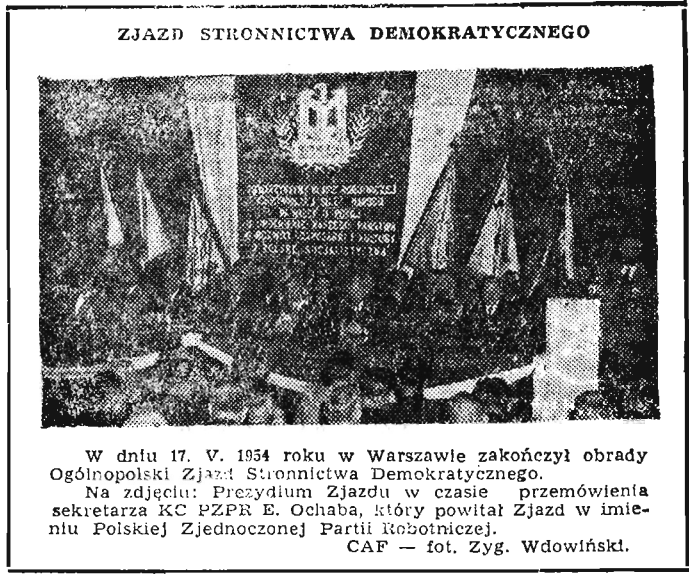 ZJAZD STRONNICTWA DEMOKRATYCZNEGO
W dniu 17. V. 1954 roku w Warszawie zakończył obrady
Ogólnopolski Zjazd Stronnictwa Demokratycznego.
Na zdjęciu: Prezydium Zjazdu w czasie przemówienia
sekretarza KC PZPR E. Ochaba, który powitał Zjazd w imie-
niu Polskiej Zjednoczonej Partii Robotniczej.
CAF — fot. Zyg. Wdowiński.